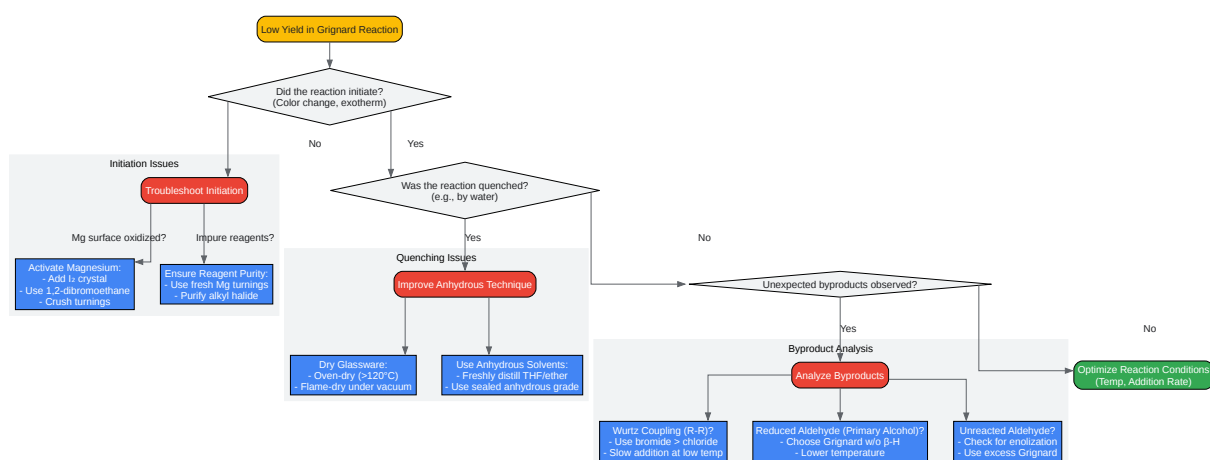 Low Yield in Grignard Reaction
Did the reaction initiate?
(Color change, exotherm)
No
Yes
Initiation Issues
Troubleshoot Initiation
Was the reaction quenched?
(e.g., by water)
Mg surface oxidized?
Impure reagents?
Yes
No
Activate Magnesium:
- Add I₂ crystal
- Use 1,2-dibromoethane
- Crush turnings
Ensure Reagent Purity:
- Use fresh Mg turnings
- Purify alkyl halide
Quenching Issues
Improve Anhydrous Technique
Unexpected byproducts observed?
Yes
No
Dry Glassware:
- Oven-dry (>120°C)
- Flame-dry under vacuum
Use Anhydrous Solvents:
- Freshly distill THF/ether
- Use sealed anhydrous grade
Byproduct Analysis
Analyze Byproducts
Optimize Reaction Conditions
(Temp, Addition Rate)
Wurtz Coupling (R-R)?
- Use bromide > chloride
- Slow addition at low temp
Reduced Aldehyde (Primary Alcohol)?
- Choose Grignard w/o β-H
- Lower temperature
Unreacted Aldehyde?
- Check for enolization
- Use excess Grignard